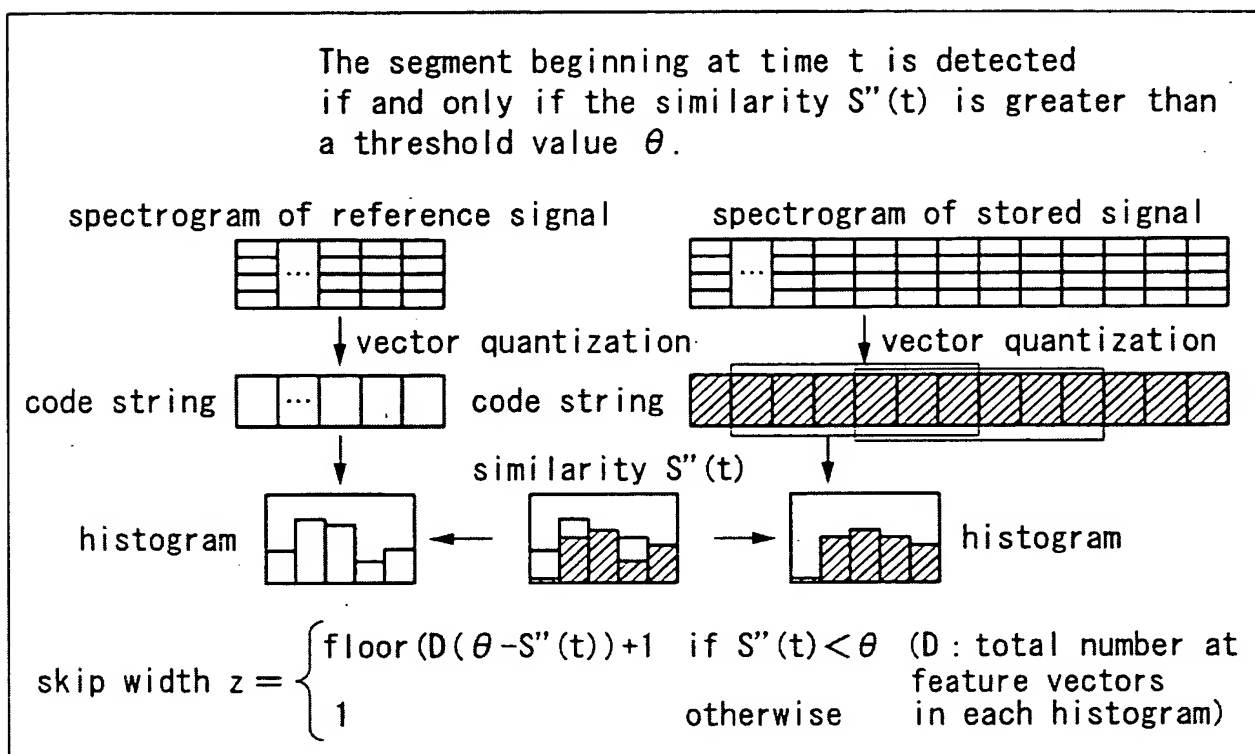 The segment beginning at time t is detected
if and only if the similarity S”(t) is greater than
a threshold value θ.
spectrogram of reference signal
spectrogram of stored signal
...
...
vector quantization
vector quantization
code string
...
code string
similarity S”(t)
histogram
histogram
skip width z = { floor(D(θ-S”(t))+1 if S”(t)<θ (D : total number at
feature vectors
1 otherwise in each histogram)